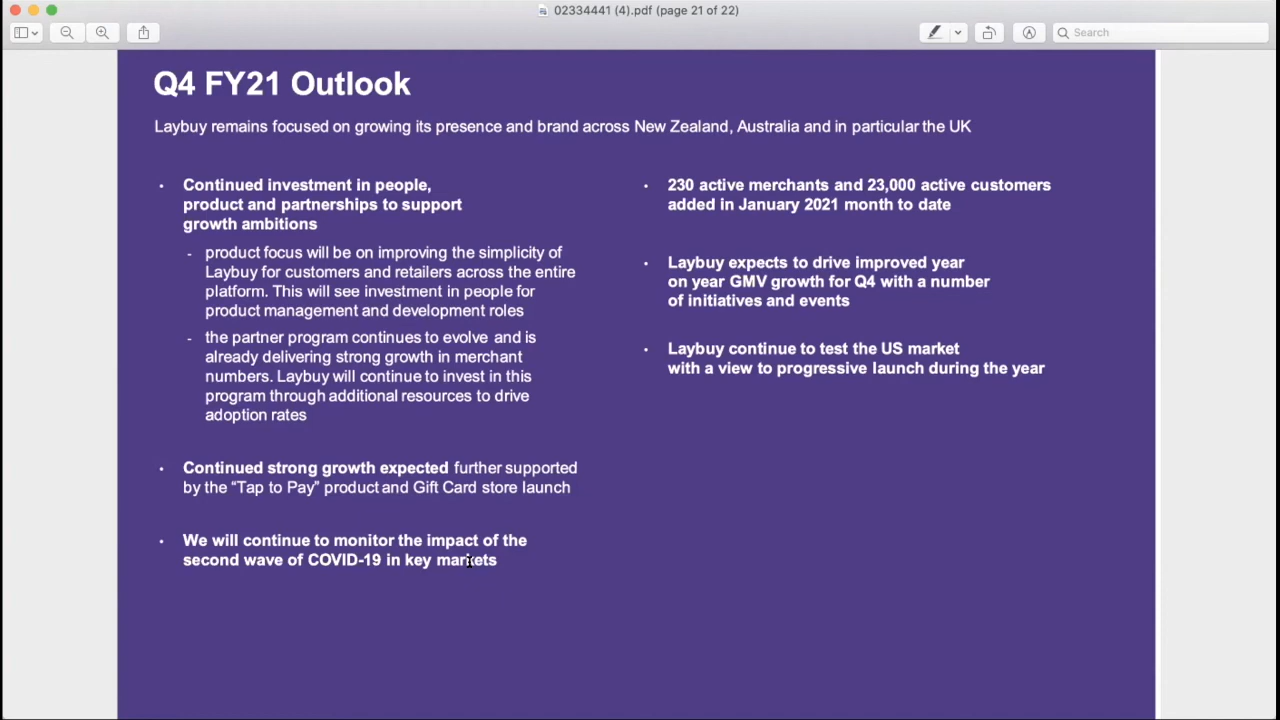 02334441 (4).pdf (page 21 of 22)
Search
Q4 FY21 Outlook
Laybuy remains focused on growing its presence and brand across New Zealand, Australia and in particular the UK
• Continued investment in people,
product and partnerships to support
growth ambitions
- product focus will be on improving the simplicity of
Laybuy for customers and retailers across the entire
platform. This will see investment in people for
product management and development roles
- the partner program continues to evolve and is
already delivering strong growth in merchant
numbers. Laybuy will continue to invest in this
program through additional resources to drive
adoption rates
• Continued strong growth expected further supported
by the “Tap to Pay” product and Gift Card store launch
• We will continue to monitor the impact of the
second wave of COVID-19 in key markets
• 230 active merchants and 23,000 active customers
added in January 2021 month to date
• Laybuy expects to drive improved year
on year GMV growth for Q4 with a number
of initiatives and events
• Laybuy continue to test the US market
with a view to progressive launch during the year